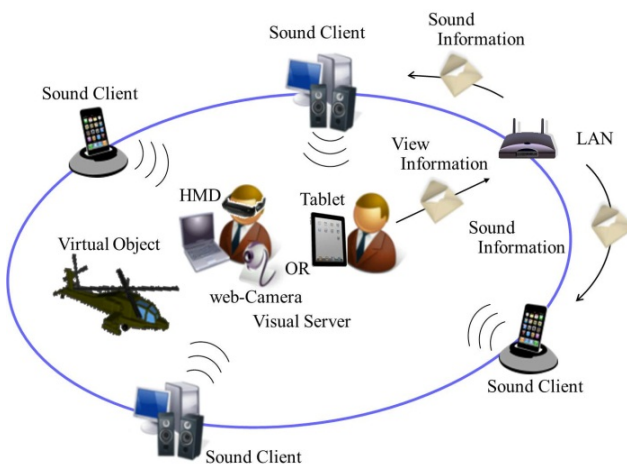 Sound Client
Sound
Information
Sound Client
LAN
View
Information
HMD
Tablet
Sound
Information
Virtual Object
OR
web-Camera
Visual Server
Sound Client
Sound Client